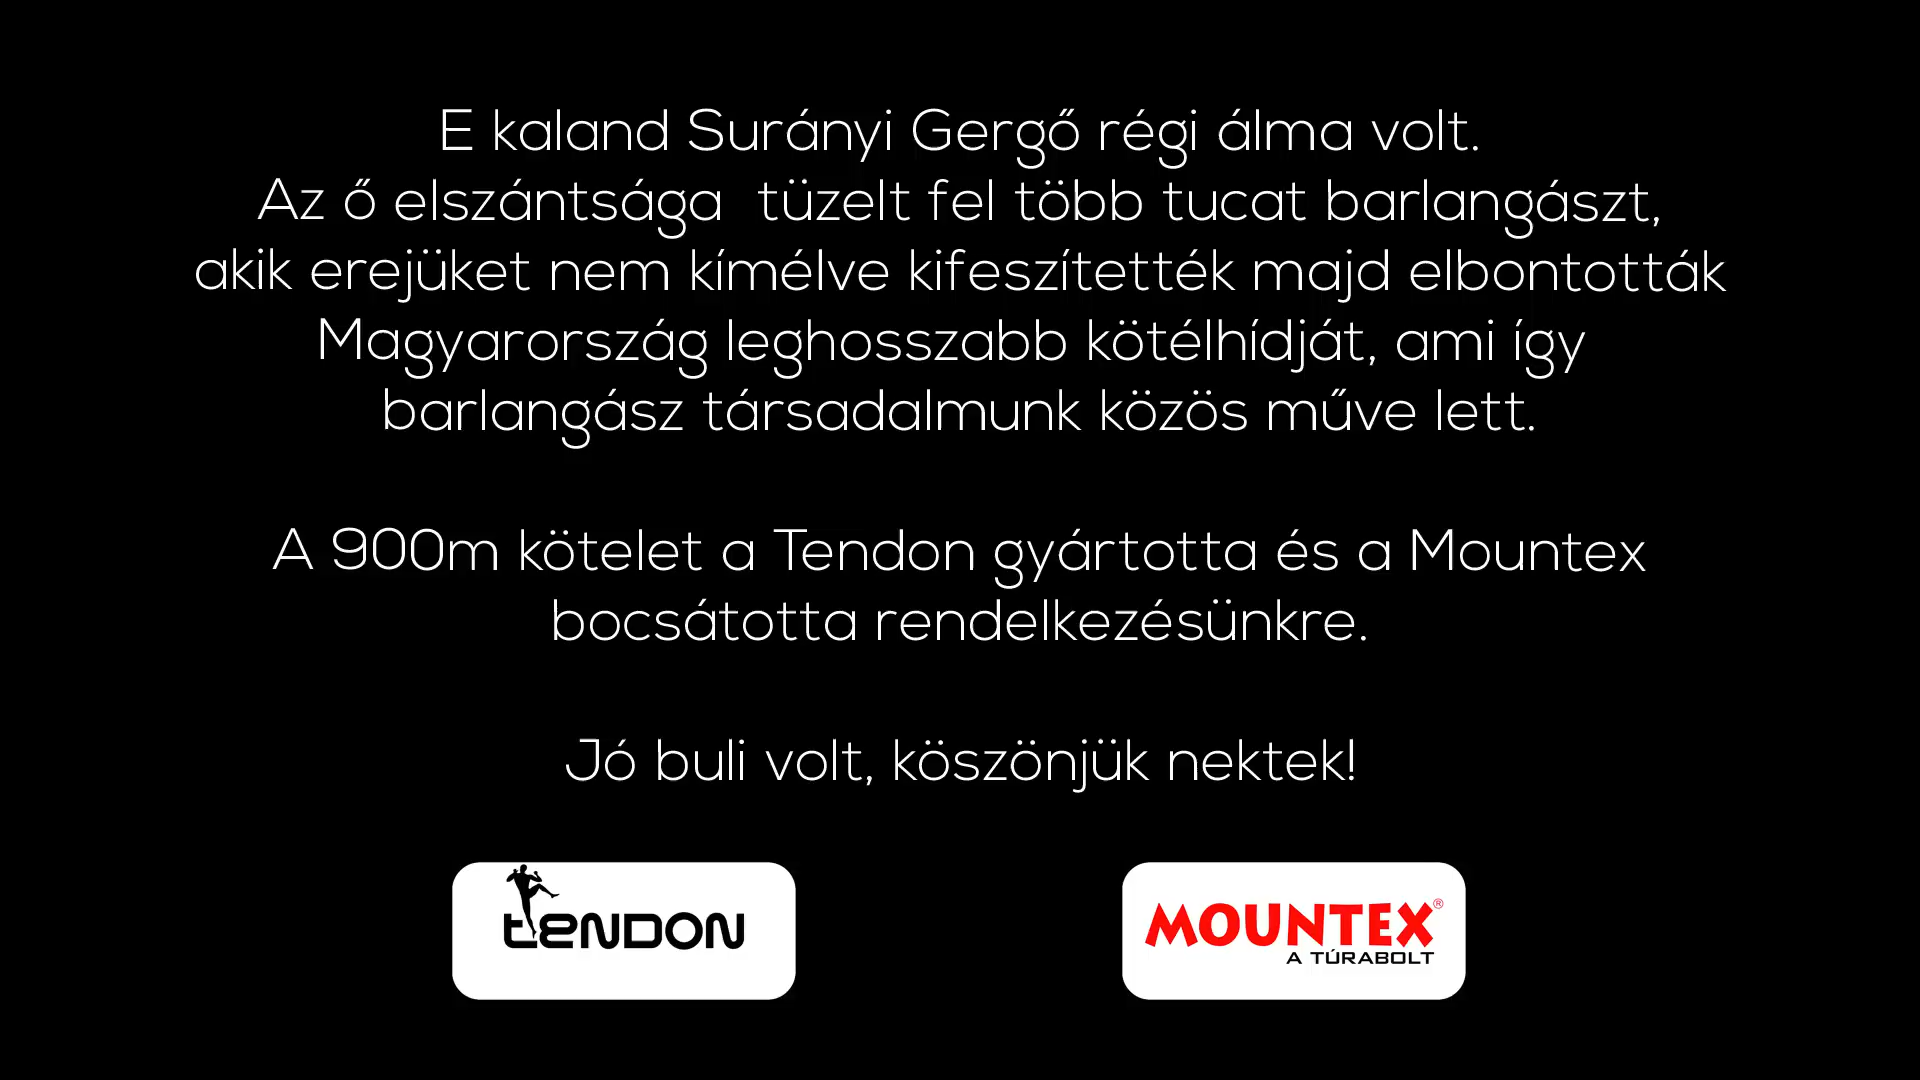 E kaland Surányi Gergő régi álma volt.
Az ő elszántsága  tüzelt fel több tucat barlangászt,
akik erejüket nem kímélve kifeszítették majd elbontották
Magyarország leghosszabb kötélhídját, ami így
barlangász társadalmunk közös műve lett.
A 900m kötelet a Tendon gyártotta és a Mountex
bocsátotta rendelkezésünkre.
Jó buli volt, köszönjük nektek!
tENDON
MOUNTEX®
A TÚRABOLT